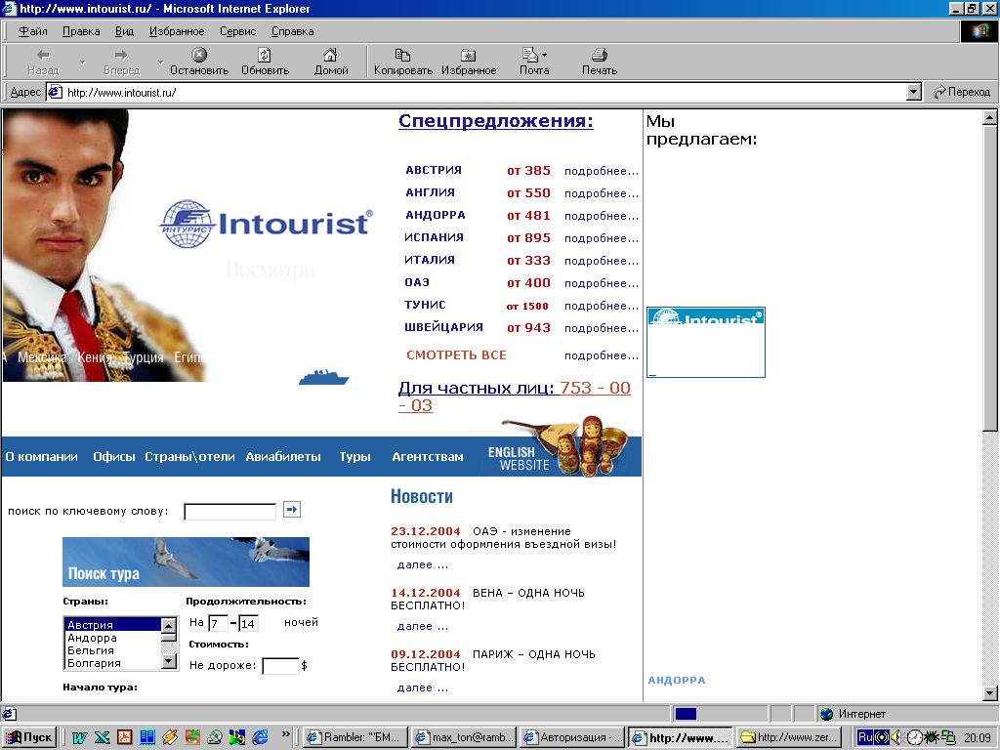 http://www.intourist.ru/ - Microsoft Internet Explorer
Файл Правка Вид Избранное Сервис Справка
Назад Вперед Остановить Обновить Домой Копировать Избранное Почта Печать
Адрес http://www.intourist.ru/ Переход
Спецпредложения:
АВСТРИЯ от 385 подробнее...
АНГЛИЯ от 550 подробнее...
АНДОРРА от 481 подробнее...
ИСПАНИЯ от 895 подробнее...
ИТАЛИЯ от 333 подробнее...
ОАЭ от 400 подробнее...
ТУНИС от 1500 подробнее...
ШВЕЙЦАРИЯ от 943 подробнее...
СМОТРЕТЬ ВСЕ подробнее...
Для частных лиц: 753 - 00
- 03
ИНТУРИСТ Intourist®
Посмотри
А Мексика Кения Турция Егип
Мы
предлагаем:
Intourist®
О компании Офисы Страны\отели Авиабилеты Туры Агентствам ENGLISH
WEBSITE
поиск по ключевому слову:
Поиск тура
Страны:
Австрия
Андорра
Бельгия
Болгария
Продолжительность:
На 7 - 14 ночей
Стоимость:
Не дороже: $
Начало тура:
Новости
23.12.2004 ОАЭ - изменение
стоимости оформления въездной визы!
далее ...
14.12.2004 ВЕНА – ОДНА НОЧЬ
БЕСПЛАТНО!
далее ...
09.12.2004 ПАРИЖ – ОДНА НОЧЬ
БЕСПЛАТНО!
далее ...
АНДОРРА
Интернет
Пуск » Rambler: "'БМ... max_ton@ramb... Авторизация - ... http://www.... http://www.zer... Ru 20:09